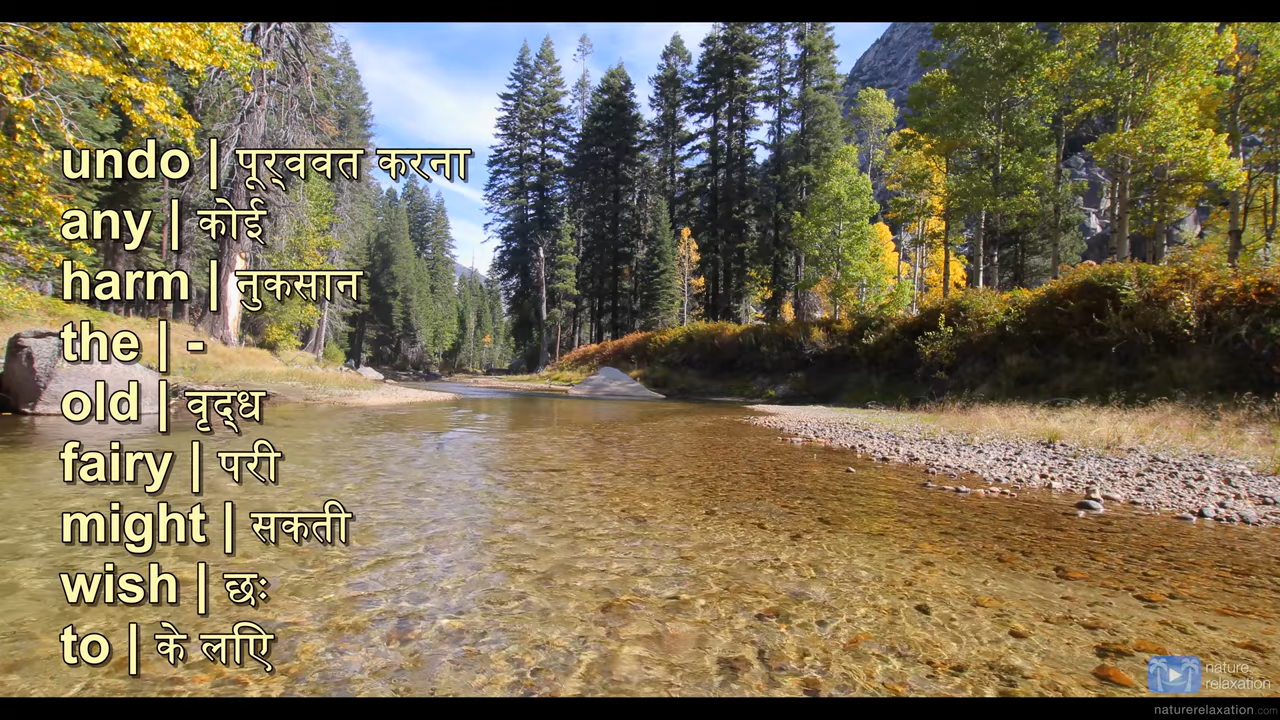 undo | पूर्ववत करना
any | कोई
harm | नुकसान
the | -
old | वृद्ध
fairy | परी
might | सकती
wish | छः
to | के लिए
nature
relaxation
naturerelaxation.com